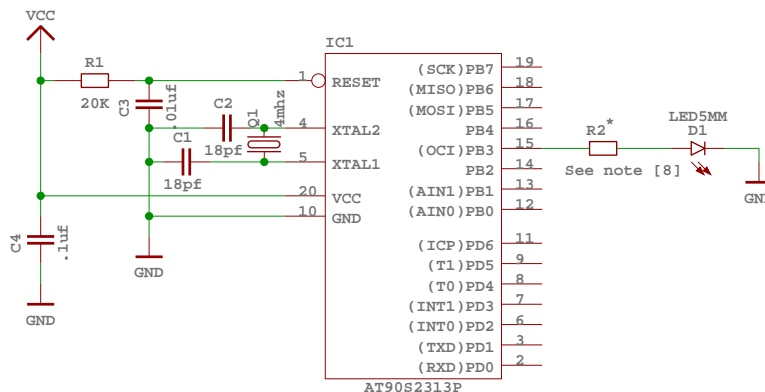 VCC
IC1
R1
20K
C3
.01uf
C2
18pf
C1
18pf
Q1
4mhz
1
4
5
20
10
RESET
XTAL2
XTAL1
VCC
GND
(SCK)PB7
(MISO)PB6
(MOSI)PB5
PB4
(OCI)PB3
PB2
(AIN1)PB1
(AIN0)PB0
(ICP)PD6
(T1)PD5
(T0)PD4
(INT1)PD3
(INT0)PD2
(TXD)PD1
(RXD)PD0
19
18
17
16
15
14
13
12
11
9
8
7
6
3
2
R2*
See note [8]
LED5MM
D1
GND
C4
.1uf
GND
GND
AT90S2313P